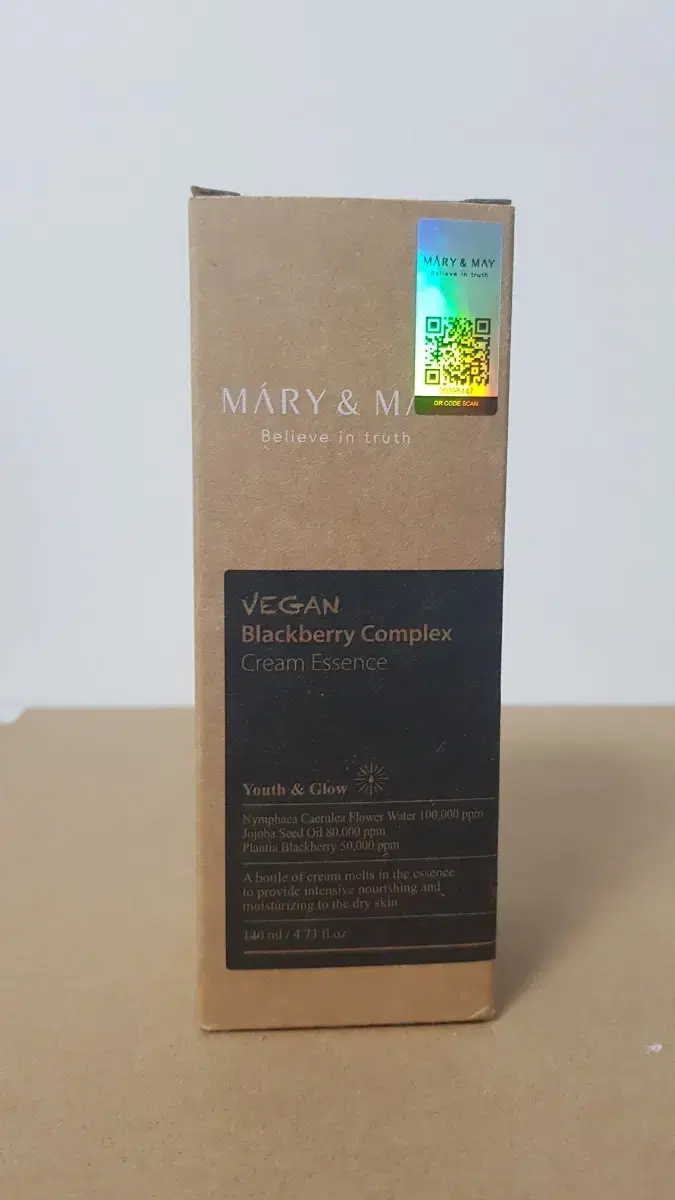 MÁRY & MAY
Believe in truth
QR CODE SCAN
MÁRY & MA
Believe in truth
VEGAN
Blackberry Complex
Cream Essence
Youth & Glow
Nymphaea Caerulea Flower Water 100,000 ppm
Jojoba Seed Oil 80,000 ppm
Plantia Blackberry 50,000 ppm
A bottle of cream melts in the essence
to provide intensive nourishing and
moisturizing to the dry skin
140 ml / 4.73 fl oz